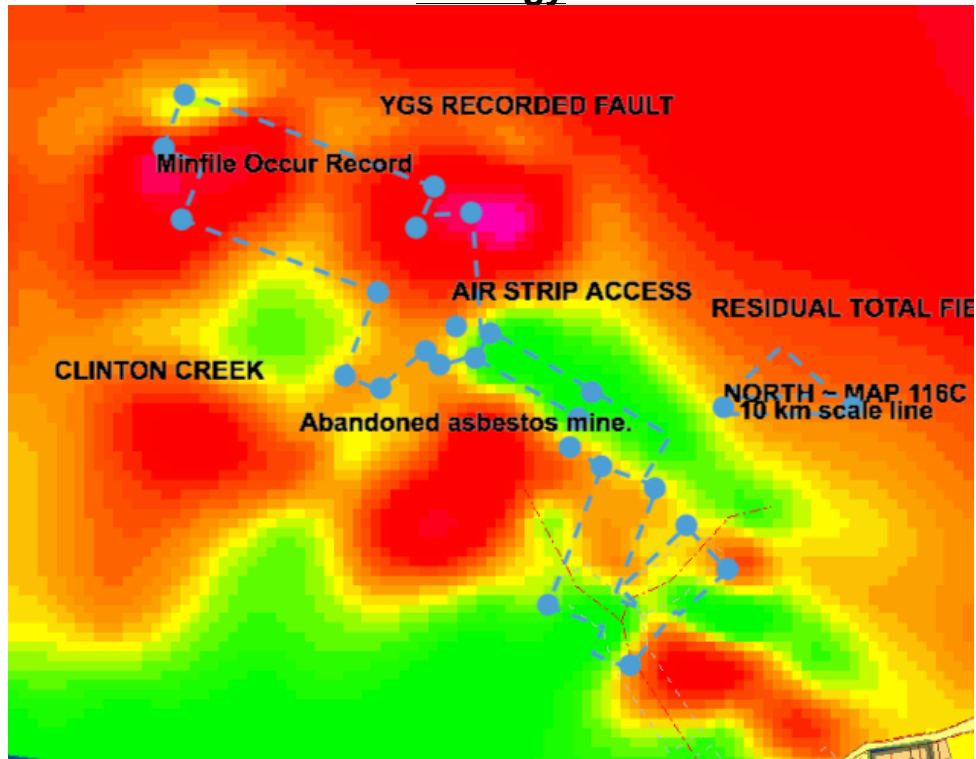 YGS RECORDED FAULT
Minfile Occur Record
AIR STRIP ACCESS
RESIDUAL TOTAL FIE
CLINTON CREEK
NORTH ~ MAP 116C
10 km scale line
Abandoned asbestos mine.